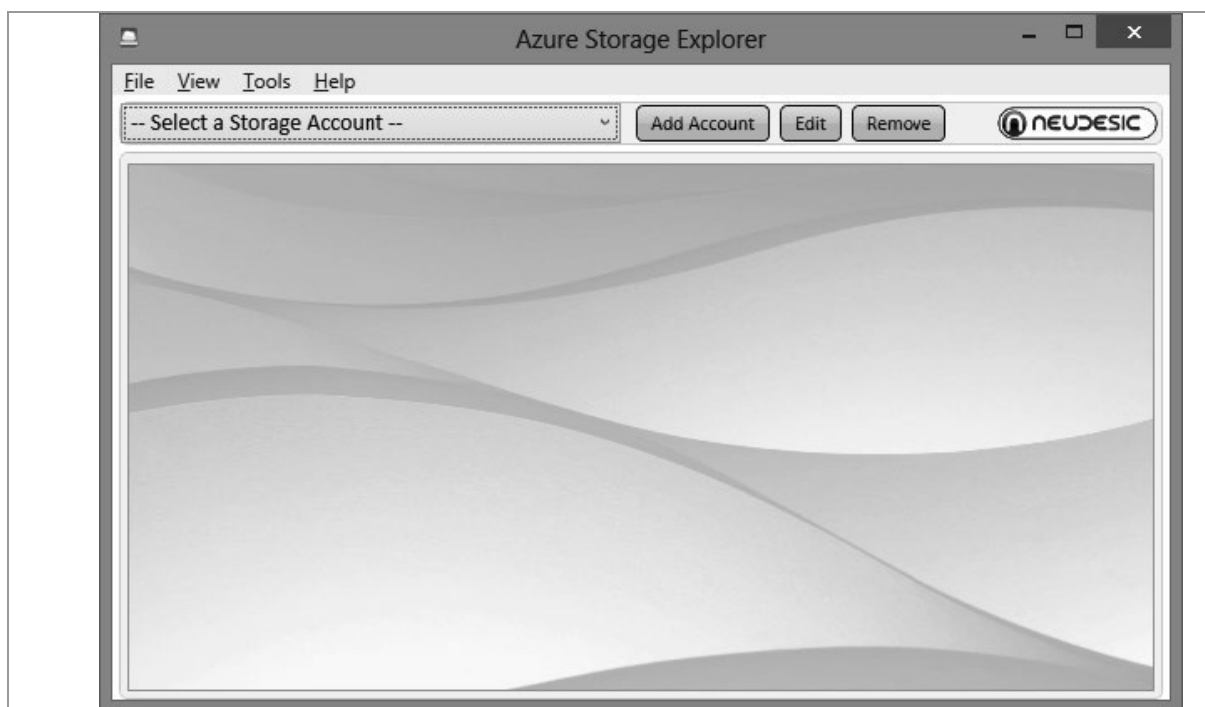 Azure Storage Explorer
File View Tools Help
-- Select a Storage Account -- Add Account Edit Remove NEUDESIC